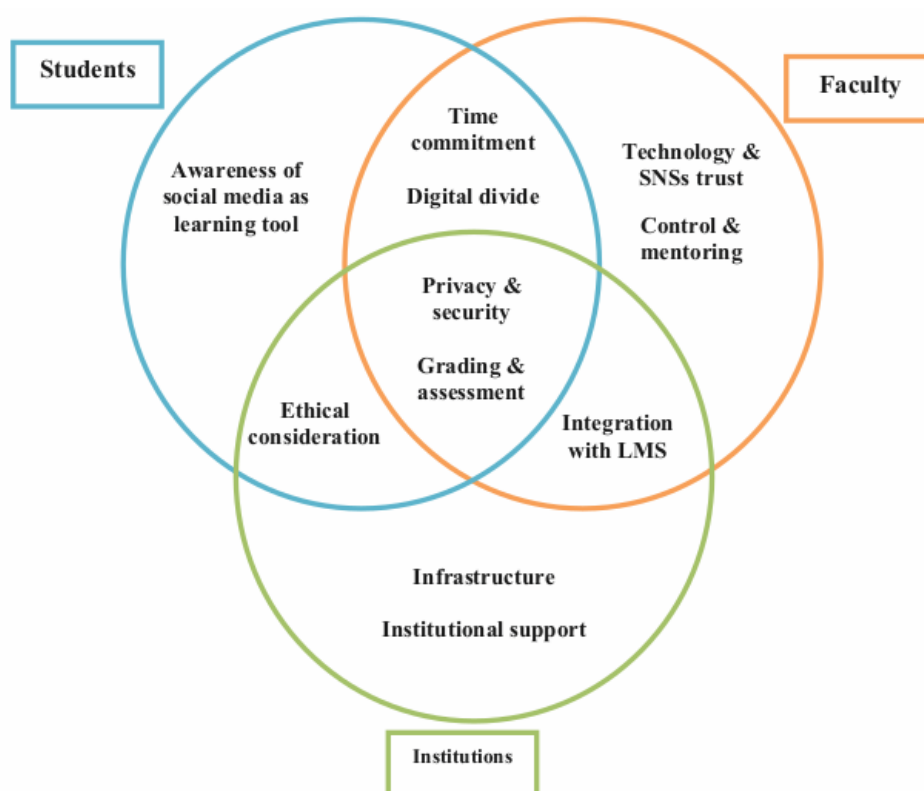 Students
Faculty
Time
commitment
Digital divide
Technology &
SNSs trust
Control &
mentoring
Awareness of
social media as
learning tool
Privacy &
security
Grading &
assessment
Ethical
consideration
Integration
with LMS
Infrastructure
Institutional support
Institutions